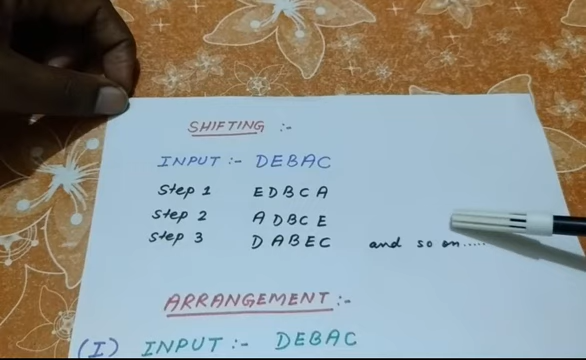 SHIFTING :-
INPUT :- DEBAC
Step 1 EDBCA
Step 2 ADBCE
Step 3 DABEC and so on.....
ARRANGEMENT :-
(I) INPUT :- DEBAC